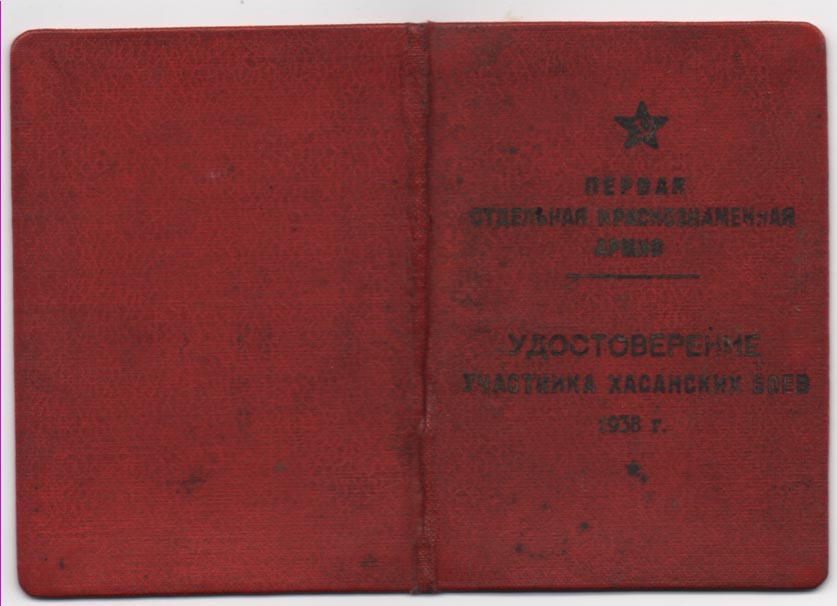 ПЕРВАЯ
ОТДЕЛЬНАЯ КРАСНОЗНАМЕННАЯ
АРМИЯ
УДОСТОВЕРЕНИЕ
УЧАСТНИКА ХАСАНСКИХ БОЕВ
1938 г.